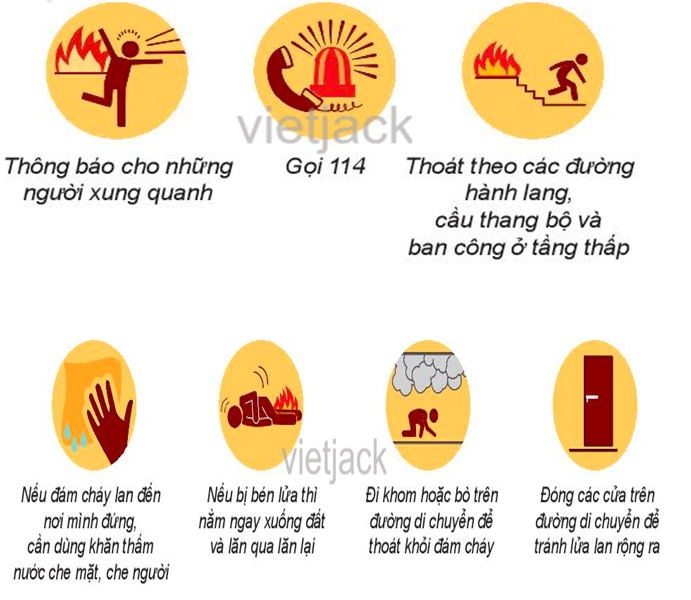 vietjack
Thông báo cho những
người xung quanh
Gọi 114
Thoát theo các đường
hành lang,
cầu thang bộ và
ban công ở tầng thấp
vietjack
Nếu đám cháy lan đến
nơi mình đứng,
cần dùng khăn thấm
nước che mặt, che người
Nếu bị bén lửa thì
nằm ngay xuống đất
và lăn qua lăn lại
Đi khom hoặc bò trên
đường di chuyển để
thoát khỏi đám cháy
Đóng các cửa trên
đường di chuyển để
tránh lửa lan rộng ra